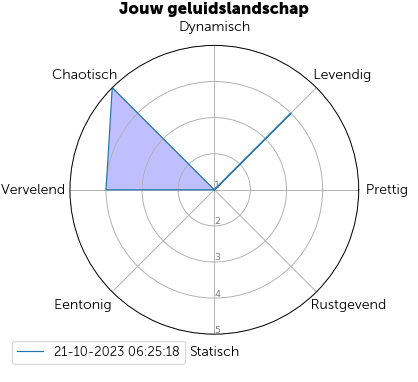 Jouw geluidslandschap
Dynamisch
Chaotisch
Levendig
Vervelend
1
Prettig
2
3
Eentonig
4
Rustgevend
5
21-10-2023 06:25:18
Statisch